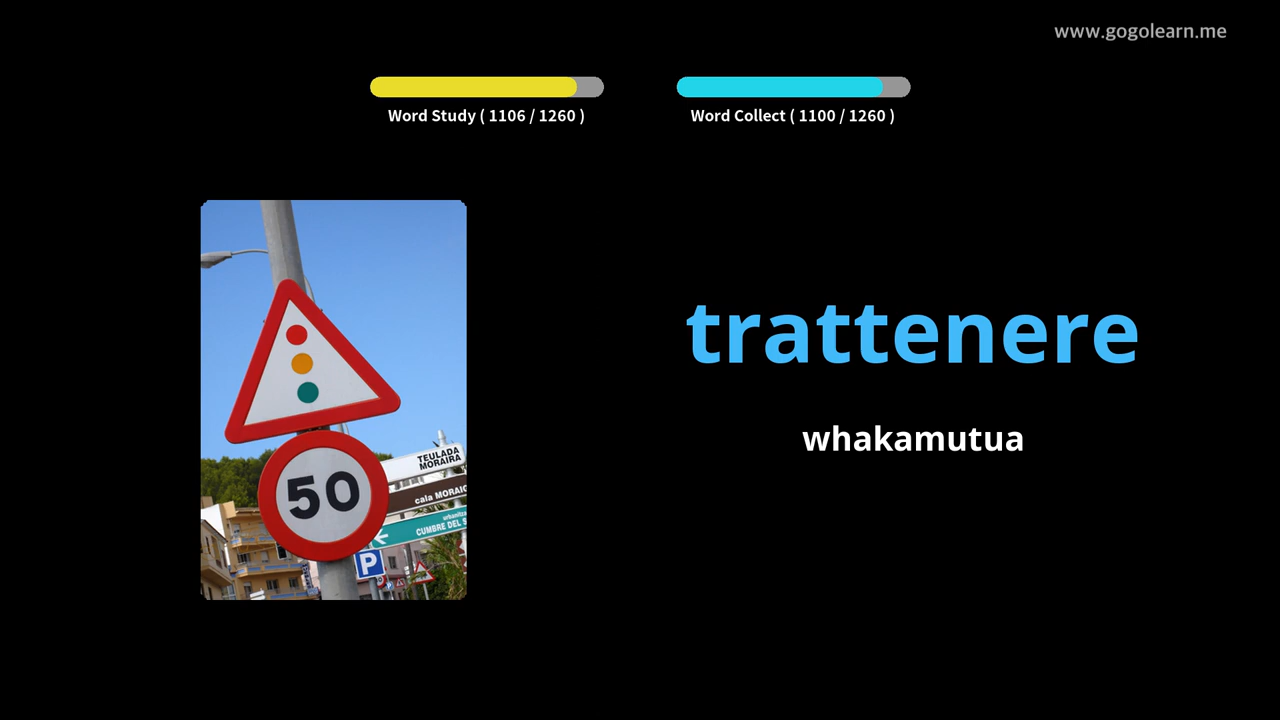 www.gogolearn.me
Word Study ( 1106 / 1260 )
Word Collect ( 1100 / 1260 )
trattenere
whakamutua
50
TEULADA
MORAIRA
cala MORAIG
CUMBRE DEL S
P